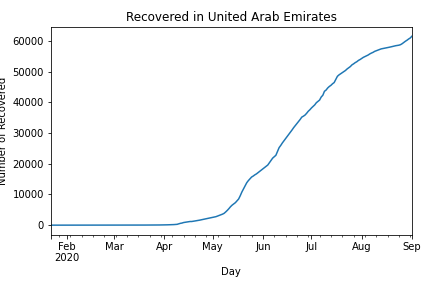 Recovered in United Arab Emirates
Number of Recovered
60000
50000
40000
30000
20000
10000
0
Feb Mar Apr May Jun Jul Aug Sep
2020
Day